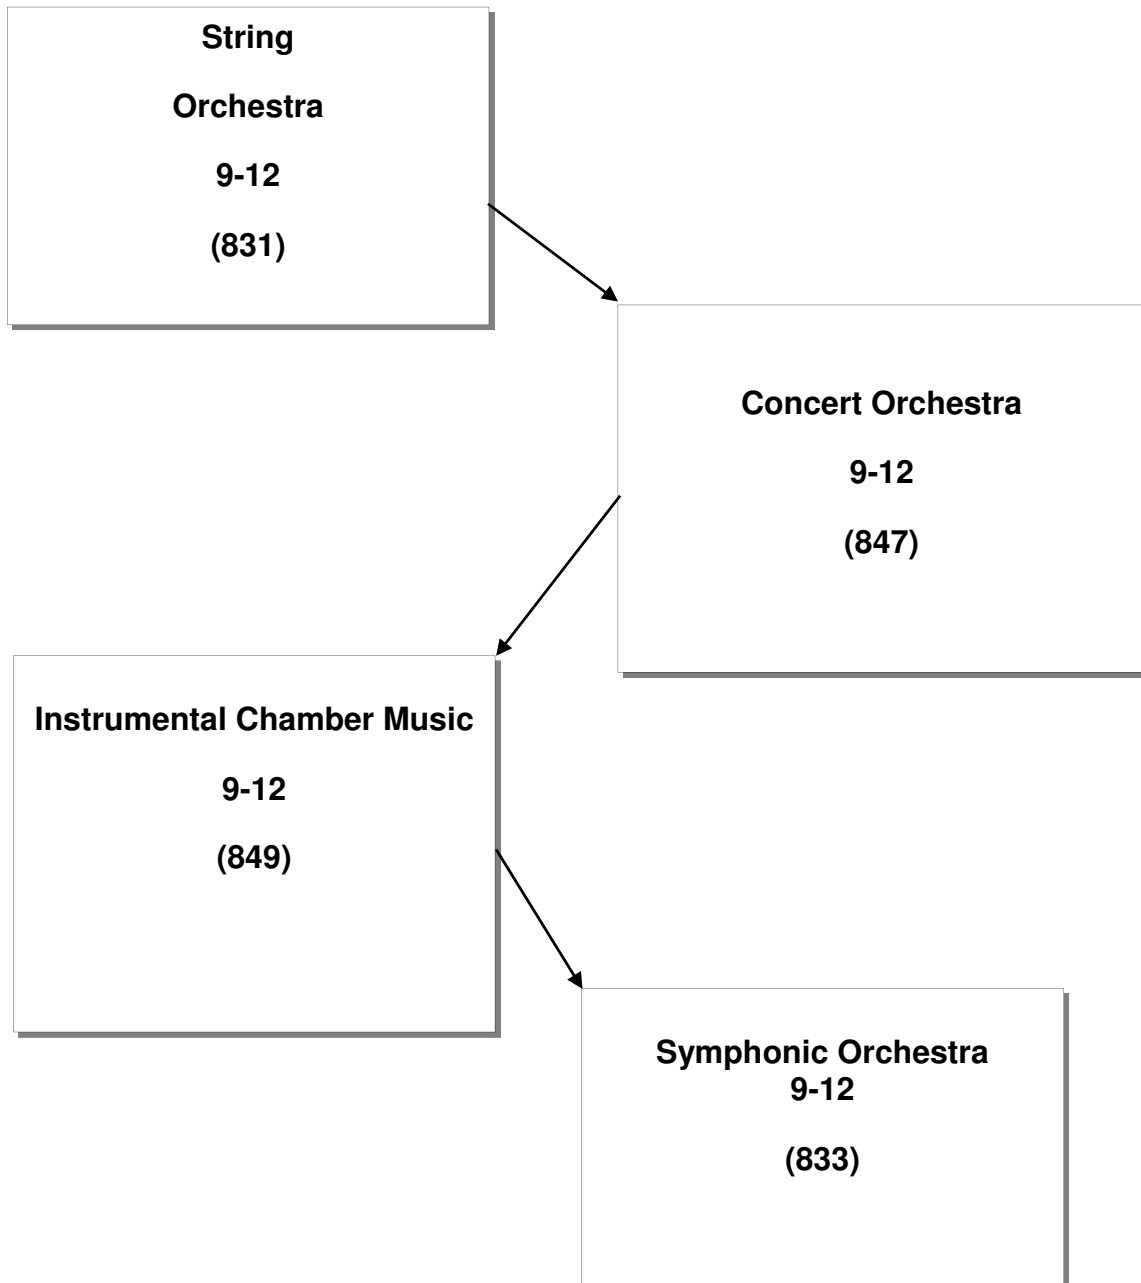 String
Orchestra
9-12
(831)
Concert Orchestra
9-12
(847)
Instrumental Chamber Music
9-12
(849)
Symphonic Orchestra
9-12
(833)